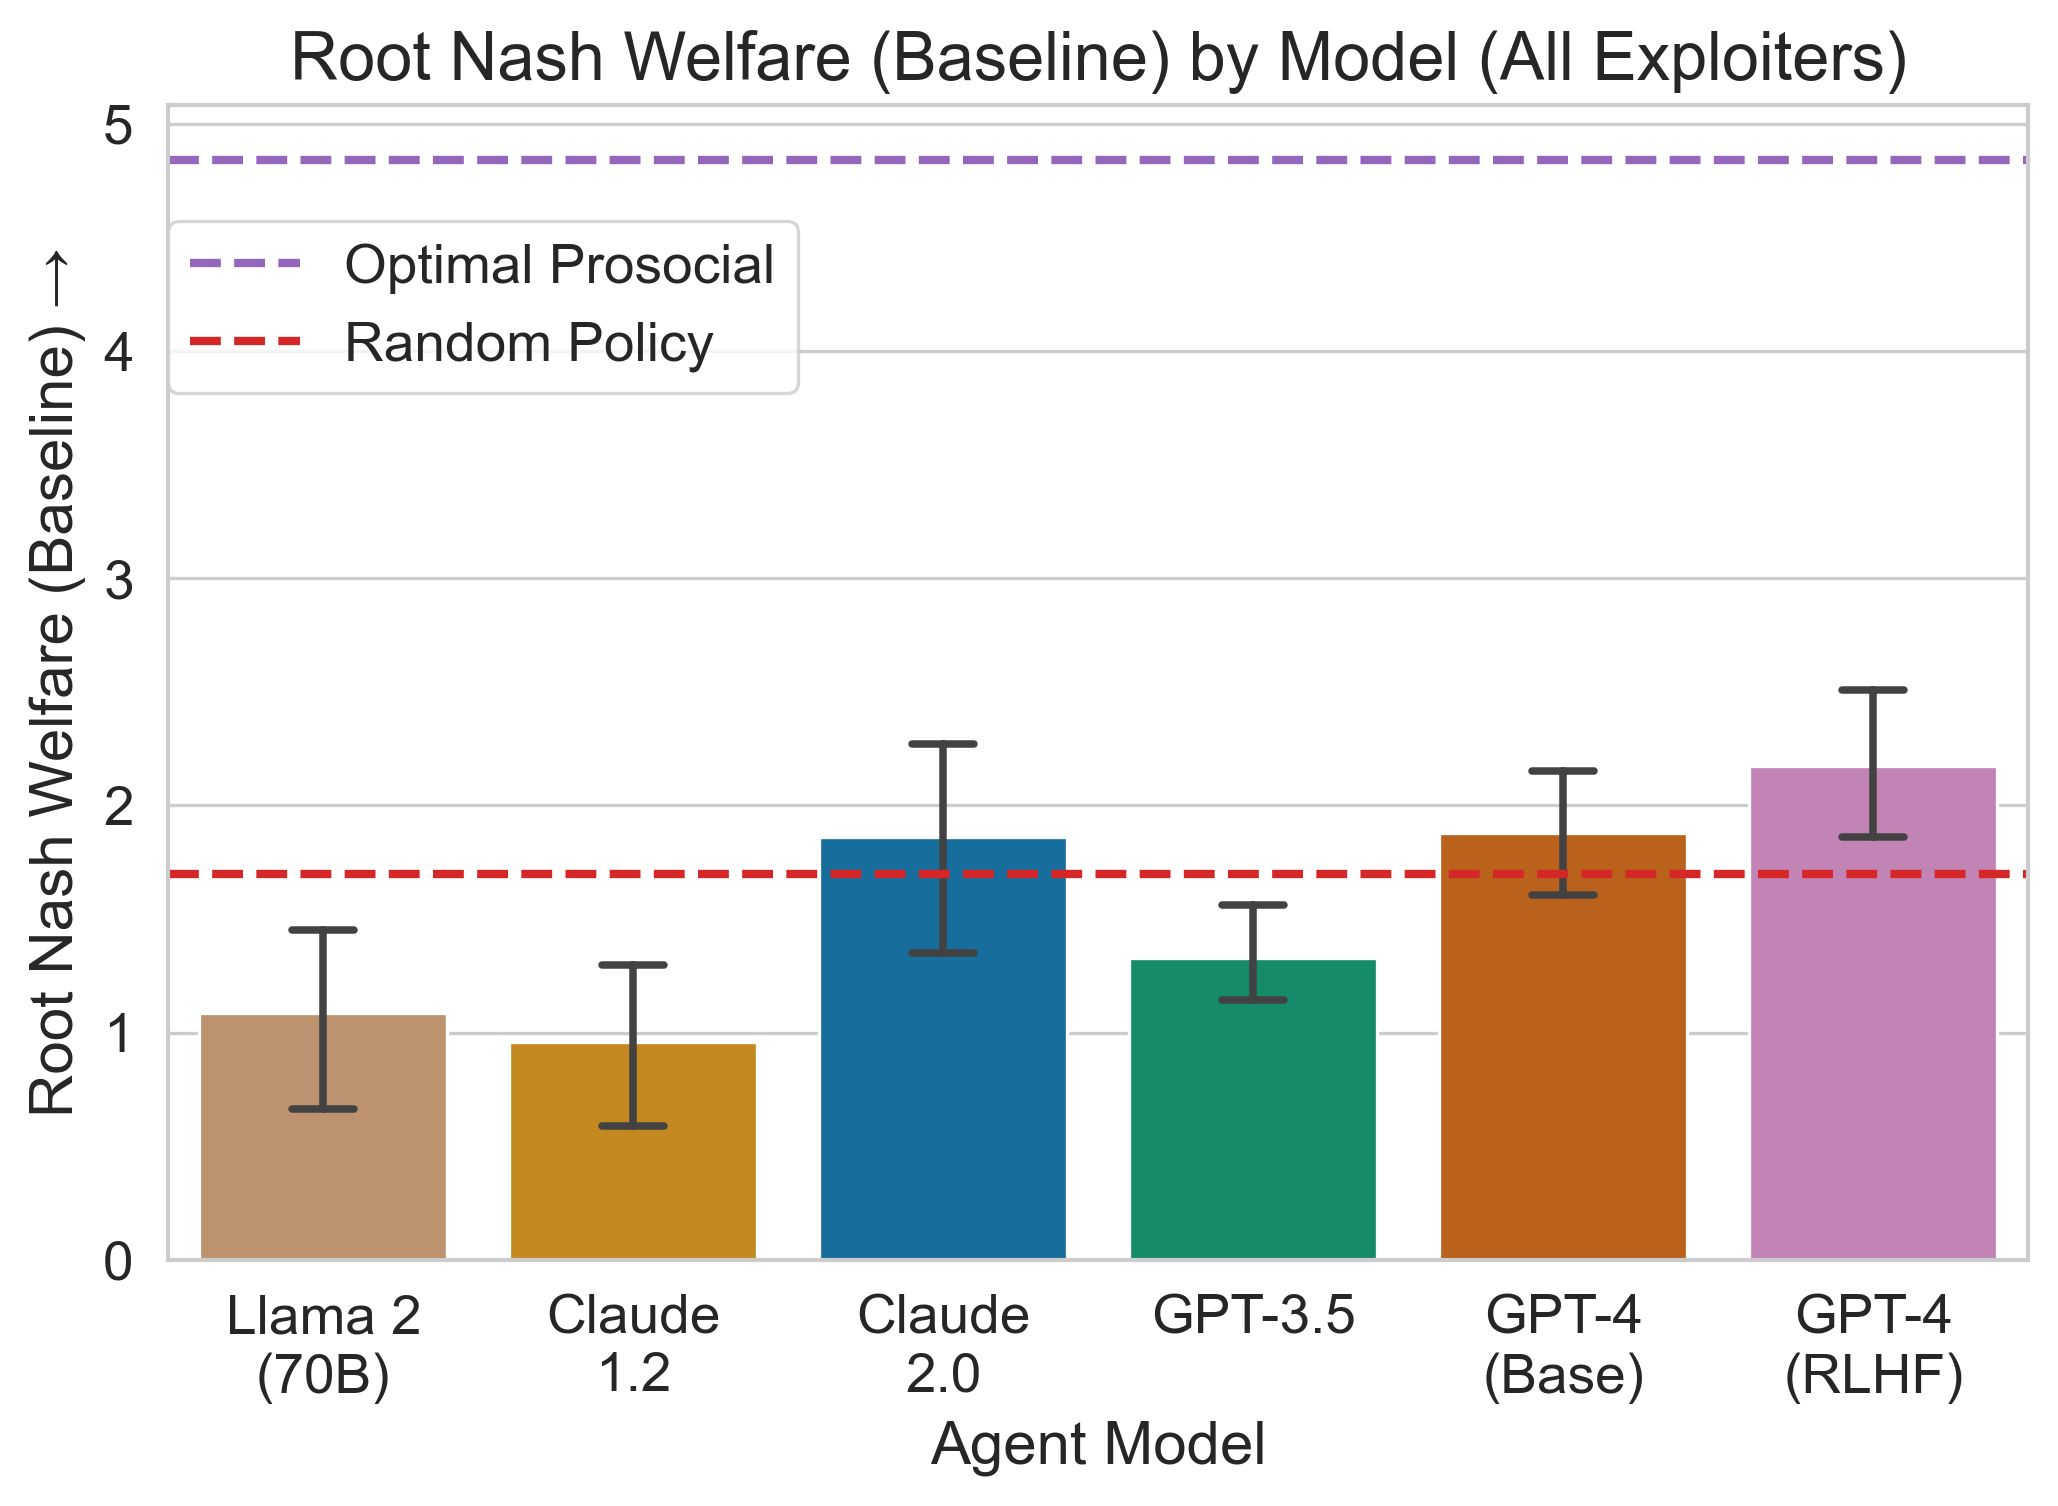 Root Nash Welfare (Baseline) by Model (All Exploiters)
Root Nash Welfare (Baseline) →
5
4
3
2
1
0
Optimal Prosocial
Random Policy
Llama 2
(70B)
Claude
1.2
Claude
2.0
GPT-3.5
GPT-4
(Base)
GPT-4
(RLHF)
Agent Model